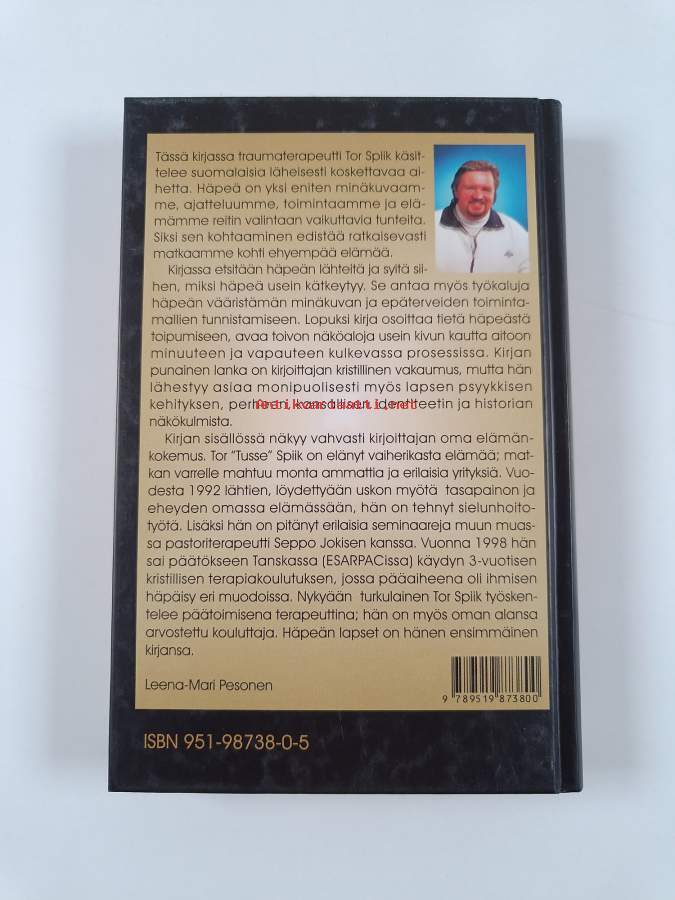 Tässä kirjassa traumaterapeutti Tor Spiik käsit-
telee suomalaisia läheisesti koskettavaa ai-
hetta. Häpeä on yksi eniten minäkuvaam-
me, ajatteluumme, toimintaamme ja elä-
mämme reitin valintaan vaikuttavia tunteita.
Siksi sen kohtaaminen edistää ratkaisevasti
matkaamme kohti ehyempää elämää.
Kirjassa etsitään häpeän lähteitä ja syitä sii-
hen, miksi häpeä usein kätkeytyy. Se antaa myös työkaluja
häpeän vääristämän minäkuvan ja epäterveiden toiminta-
mallien tunnistamiseen. Lopuksi kirja osoittaa tietä häpeästä
toipumiseen, avaa toivon näköaloja usein kivun kautta aitoon
minuuteen ja vapauteen kulkevassa prosessissa. Kirjan
punainen lanka on kirjoittajan kristillinen vakaumus, mutta hän
lähestyy asiaa monipuolisesti myös lapsen psyykkisen
kehityksen, perheen, kansallisen identiteetin ja historian
Antikvariaatti.net
näkökulmista.
Kirjan sisällössä näkyy vahvasti kirjoittajan oma elämän-
kokemus. Tor "Tusse" Spiik on elänyt vaiherikasta elämää; mat-
kan varrelle mahtuu monta ammattia ja erilaisia yrityksiä. Vuo-
desta 1992 lähtien, löydettyään uskon myötä tasapainon ja
eheyden omassa elämässään, hän on tehnyt sielunhoito-
työtä. Lisäksi hän on pitänyt erilaisia seminaareja muun muas-
sa pastoriterapeutti Seppo Jokisen kanssa. Vuonna 1998 hän
sai päätökseen Tanskassa (ESARPACissa) käydyn 3-vuotisen
kristillisen terapiakoulutuksen, jossa pääaiheena oli ihmisen
häpäisy eri muodoissa. Nykyään turkulainen Tor Spiik työsken-
telee päätoimisena terapeuttina; hän on myös oman alansa
arvostettu kouluttaja. Häpeän lapset on hänen ensimmäinen
kirjansa.
Leena-Mari Pesonen
9 789519 873800
ISBN 951-98738-0-5